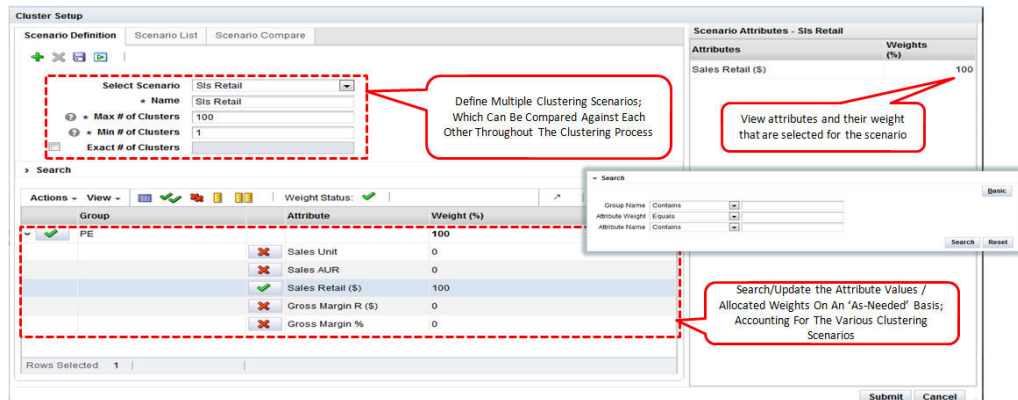 Cluster Setup
Scenario Definition Scenario List Scenario Compare
Select Scenario Sls Retail
* Name Sls Retail
* Max # of Clusters 100
* Min # of Clusters 1
Exact # of Clusters
Define Multiple Clustering Scenarios;
Which Can Be Compared Against Each
Other Throughout The Clustering Process
Scenario Attributes - Sls Retail
Attributes Weights
(%)
Sales Retail ($) 100
View attributes and their weight
that are selected for the scenario
Search
Actions View Weight Status:
Group Attribute Weight (%)
PE 100
Sales Unit 0
Sales AUR 0
Sales Retail ($) 100
Gross Margin R ($) 0
Gross Margin % 0
Rows Selected 1
Search
Basic
Group Name Contains
Attribute Weight Equals
Attribute Name Contains
Search Reset
Search/Update the Attribute Values /
Allocated Weights On An ‘As-Needed’ Basis;
Accounting For The Various Clustering
Scenarios
Submit Cancel